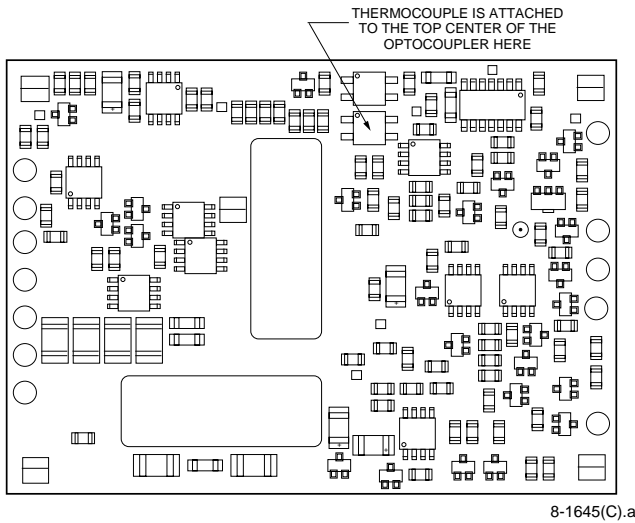 THERMOCOUPLE IS ATTACHED
TO THE TOP CENTER OF THE
OPTOCOUPLER HERE
8-1645(C).a